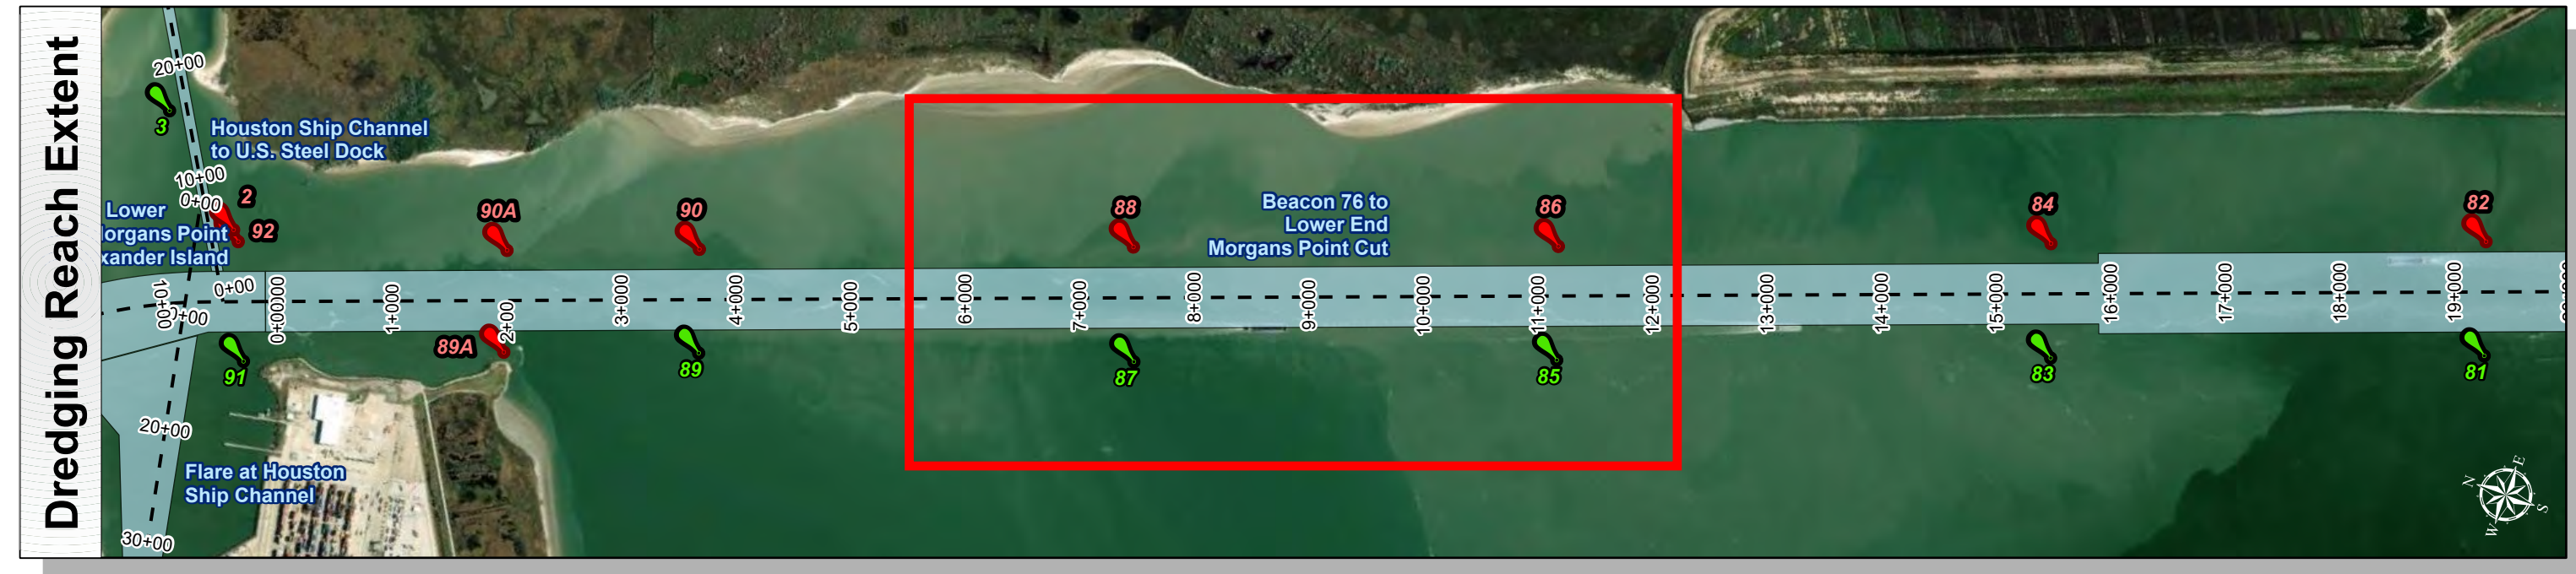 Dredging Reach Extent
20+00
3
Houston Ship Channel
to U.S. Steel Dock
10+00
0+00
2
92
Lower
organs Point
xander Island
90A
90
88
Beacon 76 to
Lower End
Morgans Point Cut
86
84
82
0+00
10+00
0+00
0+0000
1+000
2+00
3+000
4+000
5+000
6+000
7+000
8+000
9+000
10+000
11+000
12+000
13+000
14+000
15+000
16+000
17+000
18+000
19+000
91
89A
89
87
85
83
81
20+00
Flare at Houston
Ship Channel
30+00
N
E
W
S